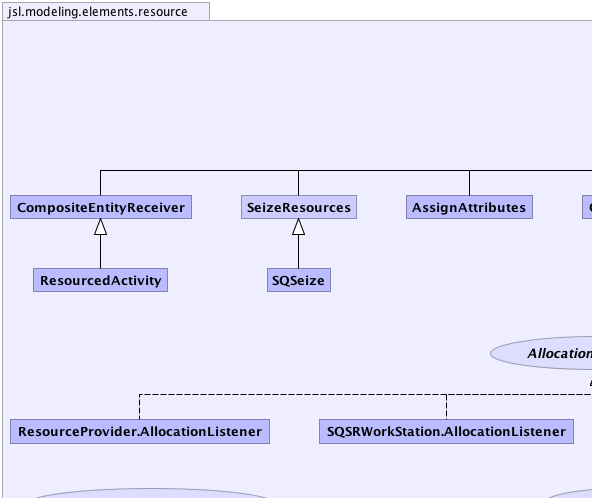 jsl.modeling.elements.resource
CompositeEntityReceiver
SeizeResources
AssignAttributes
ResourcedActivity
SQSeize
Allocation
ResourceProvider.AllocationListener
SQSRWorkStation.AllocationListener